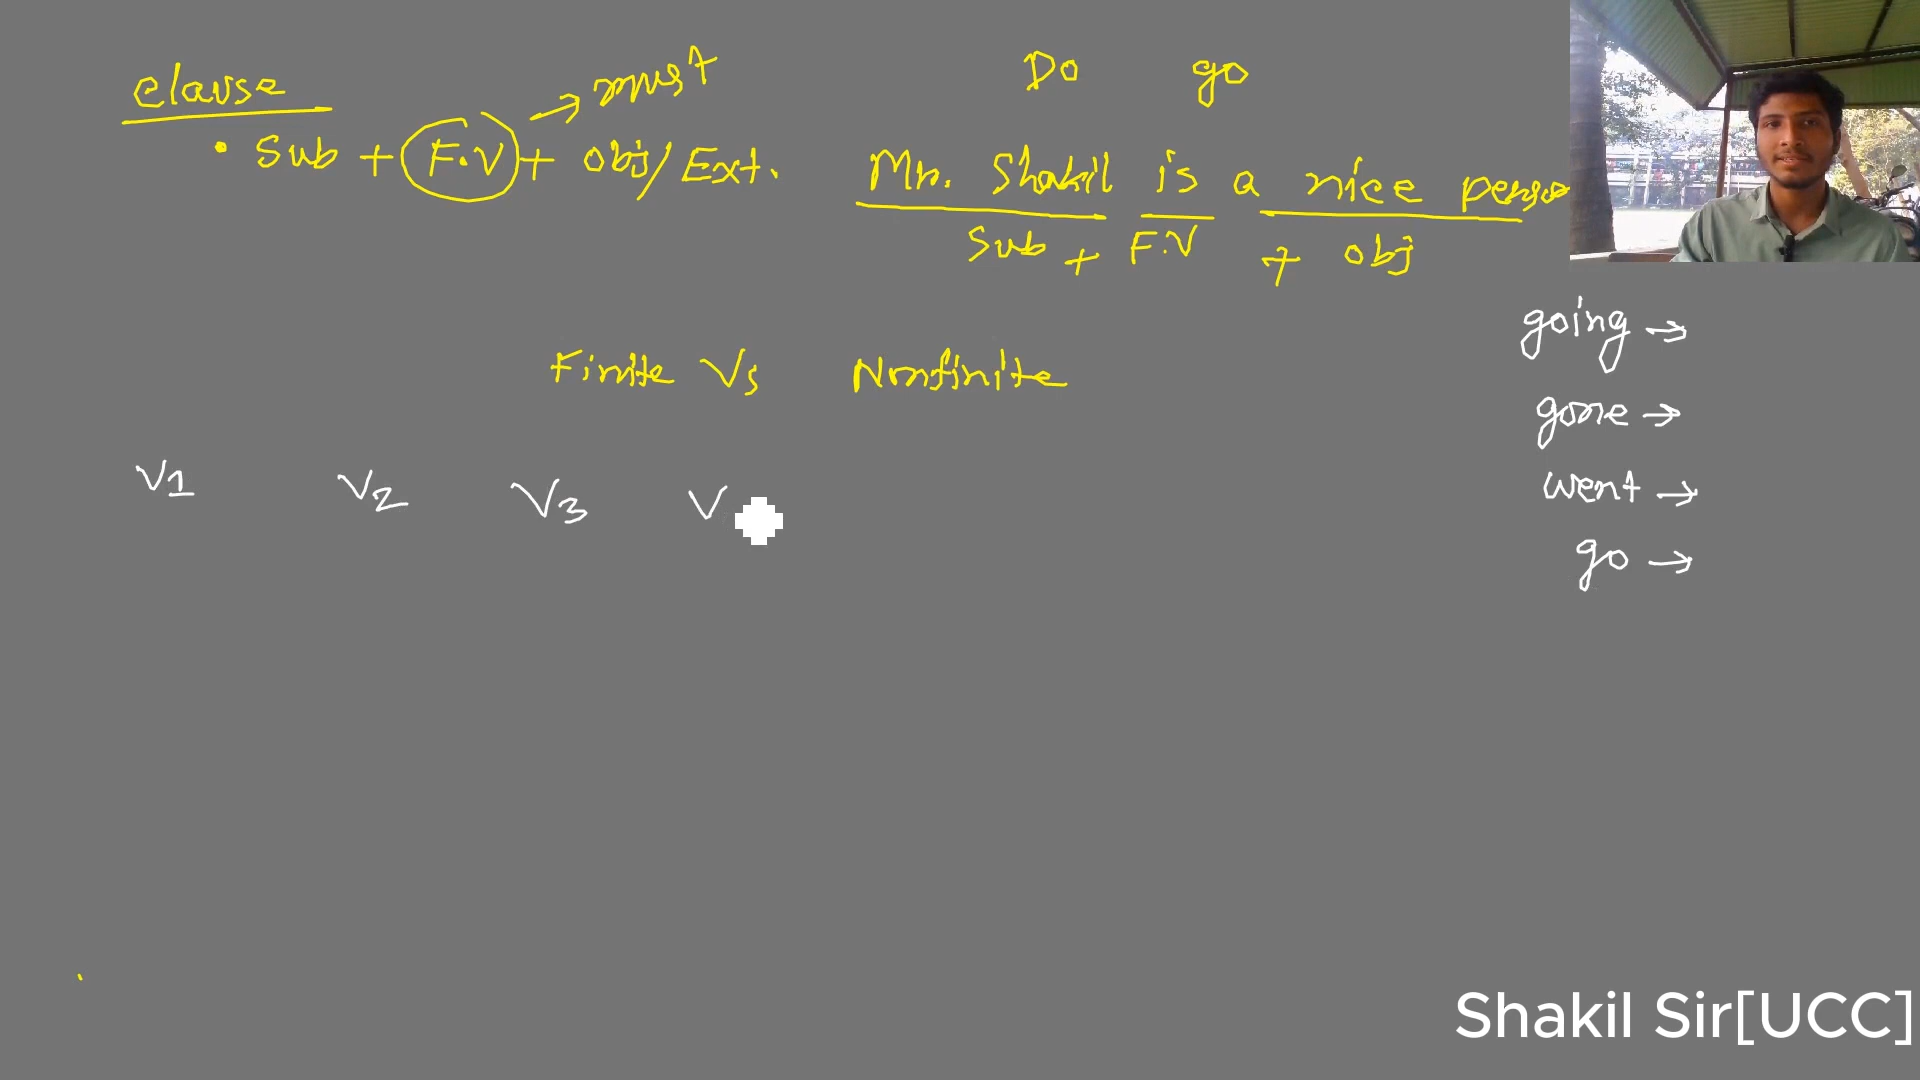 clause
• Sub + F.V + obj/Ext.
→ must
Do go
Mr. Shakil is a nice person
Sub + F.V + obj
Finite Vs Nonfinite
going →
gone →
went →
go →
V1 V2 V3 V
Shakil Sir[UCC]